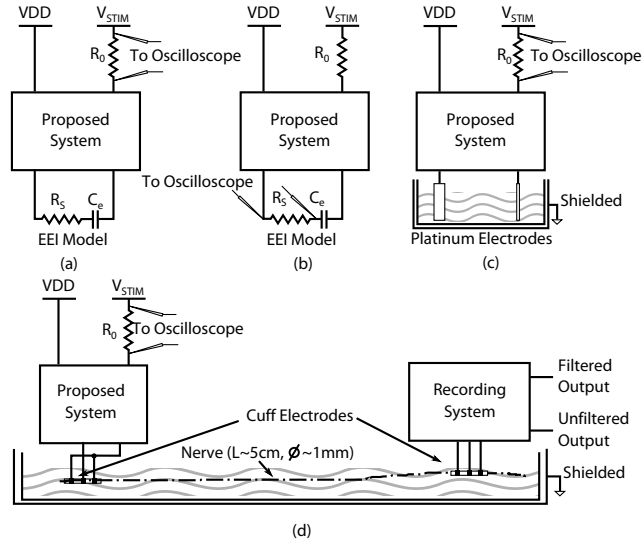 VDD
V_STIM
R_0
To Oscilloscope
Proposed
System
R_S
C_e
EEI Model
(a)
VDD
V_STIM
R_0
Proposed
System
To Oscilloscope
R_S
C_e
EEI Model
(b)
VDD
V_STIM
R_0
To Oscilloscope
Proposed
System
Shielded
Platinum Electrodes
(c)
VDD
V_STIM
R_0
To Oscilloscope
Proposed
System
Recording
System
Filtered
Output
Unfiltered
Output
Cuff Electrodes
Nerve (L~5cm, ϕ~1mm)
Shielded
(d)